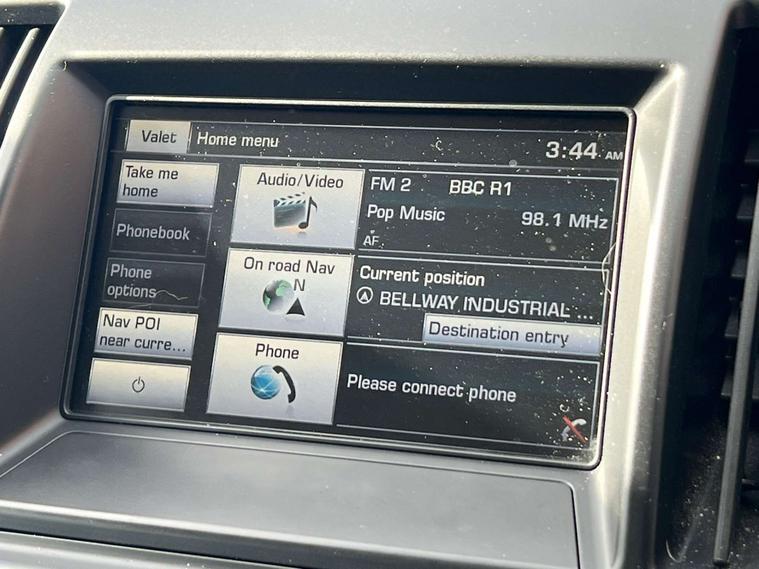 Valet Home menu 3:44 AM
Take me
home
Phonebook
Phone
options
Nav POI
near curre...
Audio/Video
FM 2 BBC R1
Pop Music 98.1 MHz
AF
On road Nav
N
Current position
BELLWAY INDUSTRIAL ...
Destination entry
Phone
Please connect phone